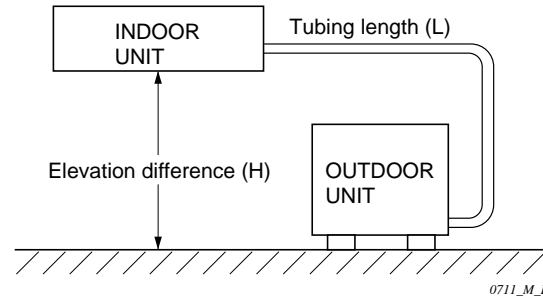 INDOOR
UNIT
Tubing length (L)
Elevation difference (H)
OUTDOOR
UNIT